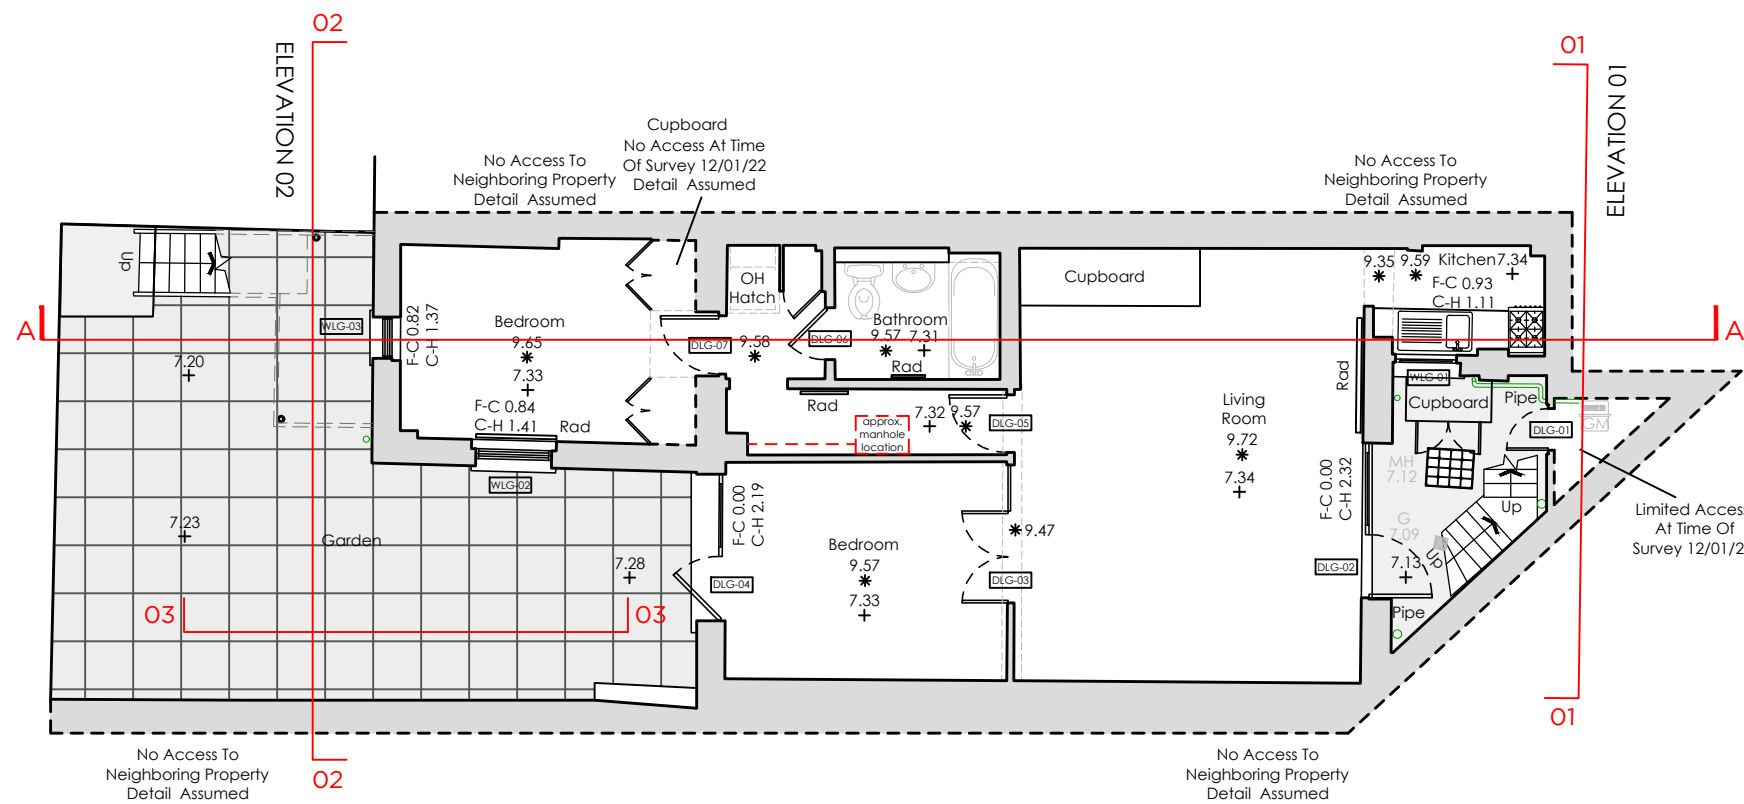 02
01
ELEVATION 02
ELEVATION 01
Cupboard
No Access At Time
Of Survey 12/01/22
Detail Assumed
No Access To
Neighboring Property
Detail Assumed
No Access To
Neighboring Property
Detail Assumed
UP
A
A
WLG-03
F-C 0.82
C-H 1.37
Bedroom
9.65
7.33
F-C 0.84
C-H 1.41
Rad
WLG-02
OH
Hatch
DLG-07
9.58
DLG-06
Bathroom
9.57
7.31
Rad
Rad
approx.
manhole
location
7.32
9.57
DLG-05
Cupboard
9.35
9.59
Kitchen
7.34
F-C 0.93
C-H 1.11
Rad
Living
Room
9.72
7.34
WLG-01
Cupboard
Pipe
GM
DLG-01
MH
7.12
G
7.09
Up
UP
7.13
Pipe
F-C 0.00
C-H 2.32
DLG-02
Limited Acces
At Time Of
Survey 12/01/2
7.20
7.23
Garden
7.28
F-C 0.00
C-H 2.19
DLG-04
Bedroom
9.57
7.33
9.47
DLG-03
03
03
02
01
No Access To
Neighboring Property
Detail Assumed
No Access To
Neighboring Property
Detail Assumed